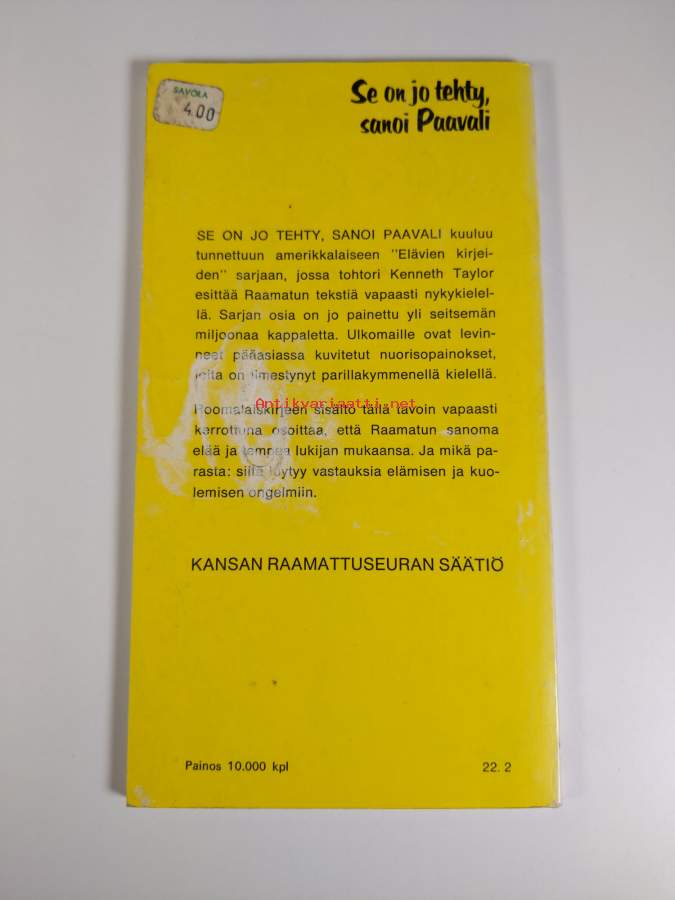 SAVOLA
4.00
Se on jo tehty,
sanoi Paavali
SE ON JO TEHTY, SANOI PAAVALI kuuluu
tunnettuun amerikkalaiseen "Elävien kirjei-
den" sarjaan, jossa tohtori Kenneth Taylor
esittää Raamatun tekstiä vapaasti nykykielel-
lä. Sarjan osia on jo painettu yli seitsemän
miljoonaa kappaletta. Ulkomaille ovat levin-
neet pääasiassa kuvitetut nuorisopainokset,
joita on ilmestynyt parillakymmenellä kielellä.
Antikvariaatti.net
Roomalaiskirjeen sisältö tällä tavoin vapaasti
kerrottuna osoittaa, että Raamatun sanoma
elää ja tempaa lukijan mukaansa. Ja mikä pa-
rasta: siitä löytyy vastauksia elämisen ja kuo-
lemisen ongelmiin.
KANSAN RAAMATTUSEURAN SÄÄTIÖ
Painos 10.000 kpl
22. 2